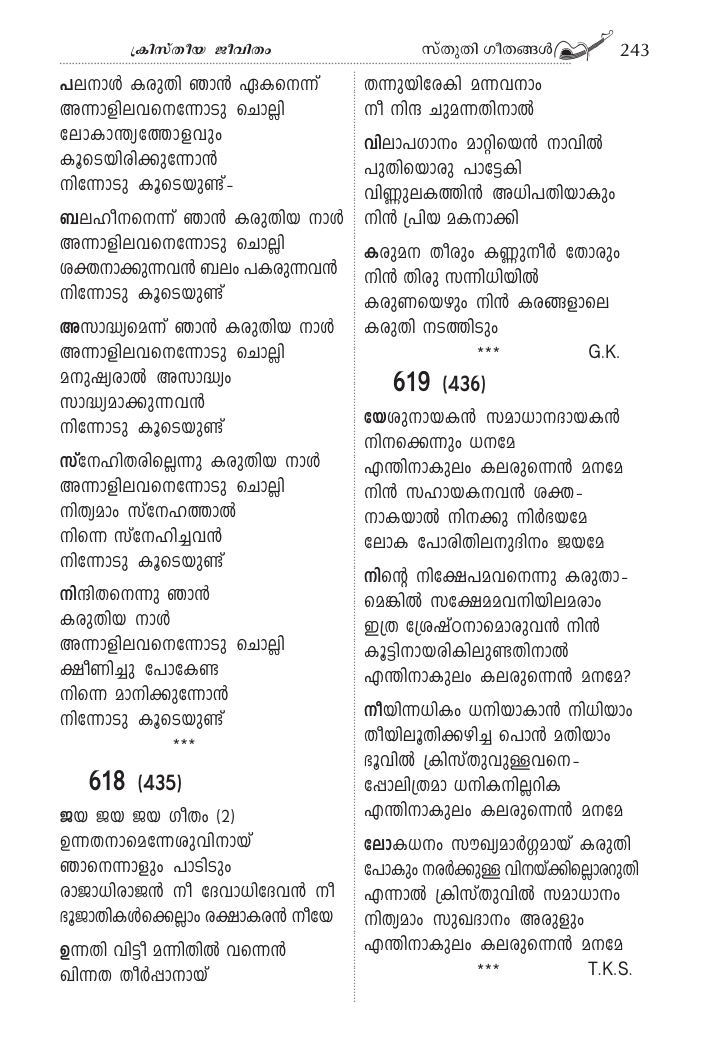 ക്രിസ്തീയ ജീവിതം
സ്തുതി ഗീതങ്ങൾ 243
പലനാൾ കരുതി ഞാൻ ഏകനെന്ന്
അന്നാളിലവനെന്നോടു ചൊല്ലി
ലോകാന്ത്യത്തോളവും
കൂടെയിരിക്കുന്നോൻ
നിന്നോടു കൂടെയുണ്ട്-
ബലഹീനനെന്ന് ഞാൻ കരുതിയ നാൾ
അന്നാളിലവനെന്നോടു ചൊല്ലി
ശക്തനാക്കുന്നവൻ ബലം പകരുന്നവൻ
നിന്നോടു കൂടെയുണ്ട്
അസാദ്ധ്യമെന്ന് ഞാൻ കരുതിയ നാൾ
അന്നാളിലവനെന്നോടു ചൊല്ലി
മനുഷ്യരാൽ അസാദ്ധ്യം
സാദ്ധ്യമാക്കുന്നവൻ
നിന്നോടു കൂടെയുണ്ട്
സ്നേഹിതരില്ലെന്നു കരുതിയ നാൾ
അന്നാളിലവനെന്നോടു ചൊല്ലി
നിത്യമാം സ്നേഹത്താൽ
നിന്നെ സ്നേഹിച്ചവൻ
നിന്നോടു കൂടെയുണ്ട്
നിന്ദിതനെന്നു ഞാൻ
കരുതിയ നാൾ
അന്നാളിലവനെന്നോടു ചൊല്ലി
ക്ഷീണിച്ചു പോകേണ്ട
നിന്നെ മാനിക്കുന്നോൻ
നിന്നോടു കൂടെയുണ്ട്
***
618 (435)
ജയ ജയ ജയ ഗീതം (2)
ഉന്നതനാമെന്നേശുവിനായ്
ഞാനെന്നാളും പാടിടും
രാജാധിരാജൻ നീ ദേവാധിദേവൻ നീ
ഭൂജാതികൾക്കെല്ലാം രക്ഷാകരൻ നീയേ
ഉന്നതി വിട്ടീ മന്നിതിൽ വന്നെൻ
ഖിന്നത തീർപ്പാനായ്
തന്നുയിരേകി മന്നവനാം
നീ നിന്ദ ചുമന്നതിനാൽ
വിലാപഗാനം മാറ്റിയെൻ നാവിൽ
പുതിയൊരു പാട്ടേകി
വിണ്ണുലകത്തിൻ അധിപതിയാകും
നിൻ പ്രിയ മകനാക്കി
കരുമന തീരും കണ്ണുനീർ തോരും
നിൻ തിരു സന്നിധിയിൽ
കരുണയെഴും നിൻ കരങ്ങളാലെ
കരുതി നടത്തിടും
*** G.K.
619 (436)
യേശുനായകൻ സമാധാനദായകൻ
നിനക്കെന്നും ധനമേ
എന്തിനാകുലം കലരുന്നെൻ മനമേ
നിൻ സഹായകനവൻ ശക്ത-
നാകയാൽ നിനക്കു നിർഭയമേ
ലോക പോരിതിലനുദിനം ജയമേ
നിന്റെ നിക്ഷേപമവനെന്നു കരുതാ-
മെങ്കിൽ സക്ഷേമമവനിയിലമരാം
ഇത്ര ശ്രേഷ്ഠനാമൊരുവൻ നിൻ
കൂട്ടിനായരികിലുണ്ടതിനാൽ
എന്തിനാകുലം കലരുന്നെൻ മനമേ?
നീയിന്നധികം ധനിയാകാൻ നിധിയാം
തീയിലൂതിക്കഴിച്ച പൊൻ മതിയാം
ഭൂവിൽ ക്രിസ്തുവുള്ളവനെ-
പ്പോലിത്രമാ ധനികനില്ലറിക
എന്തിനാകുലം കലരുന്നെൻ മനമേ
ലോകധനം സൗഖ്യമാർഗ്ഗമായ് കരുതി
പോകും നരർക്കുള്ള വിനയ്ക്കില്ലൊരറുതി
എന്നാൽ ക്രിസ്തുവിൽ സമാധാനം
നിത്യമാം സുഖദാനം അരുളും
എന്തിനാകുലം കലരുന്നെൻ മനമേ
*** T.K.S.